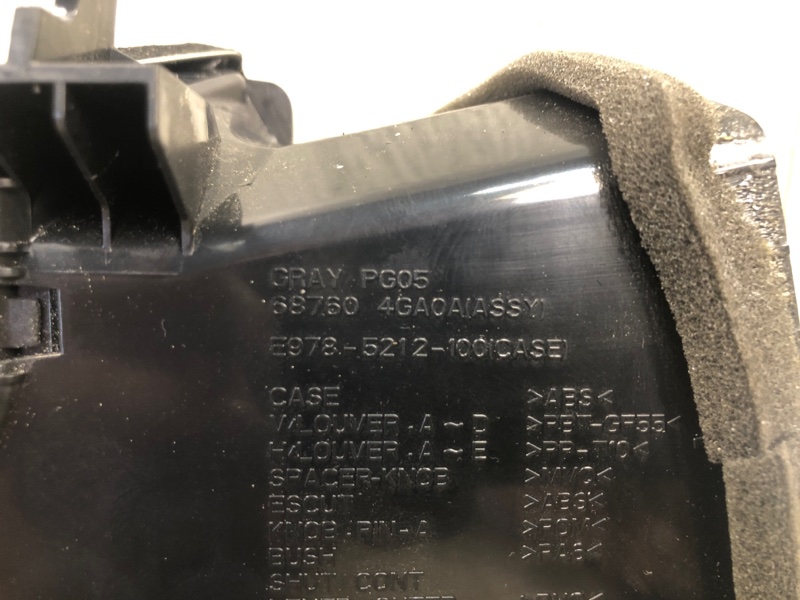 GRAY PG05
68760 4GA0A(ASSY)
E978-5212-100(CASE)
CASE >ABS<
V/LOUVER.A~D >PBT-GF55<
H/LOUVER.A~E >PP-T10<
SPACER-KNOB
ESCUT >ABS<
KNOB.FIN-A >POM<
BUSH >PA6<
SHUT CONT